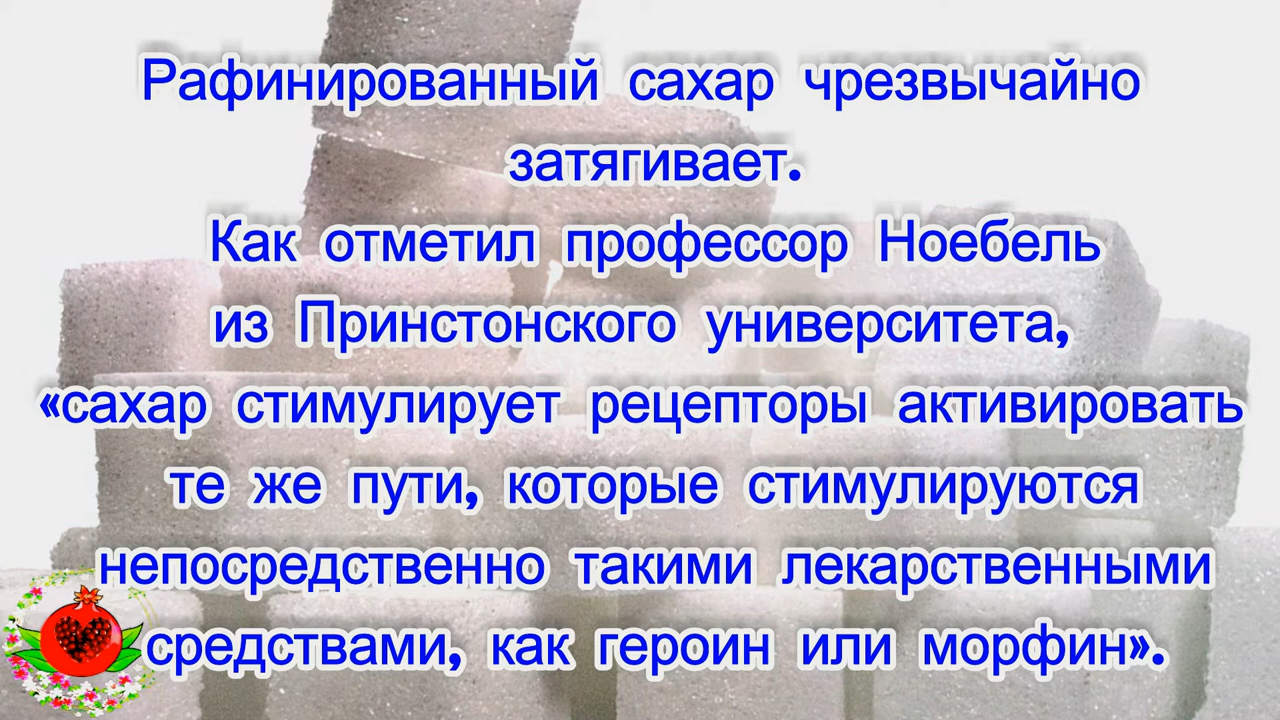 Рафинированный сахар чрезвычайно
затягивает.
Как отметил профессор Ноебель
из Принстонского университета,
«сахар стимулирует рецепторы активировать
те же пути, которые стимулируются
непосредственно такими лекарственными
средствами, как героин или морфин».